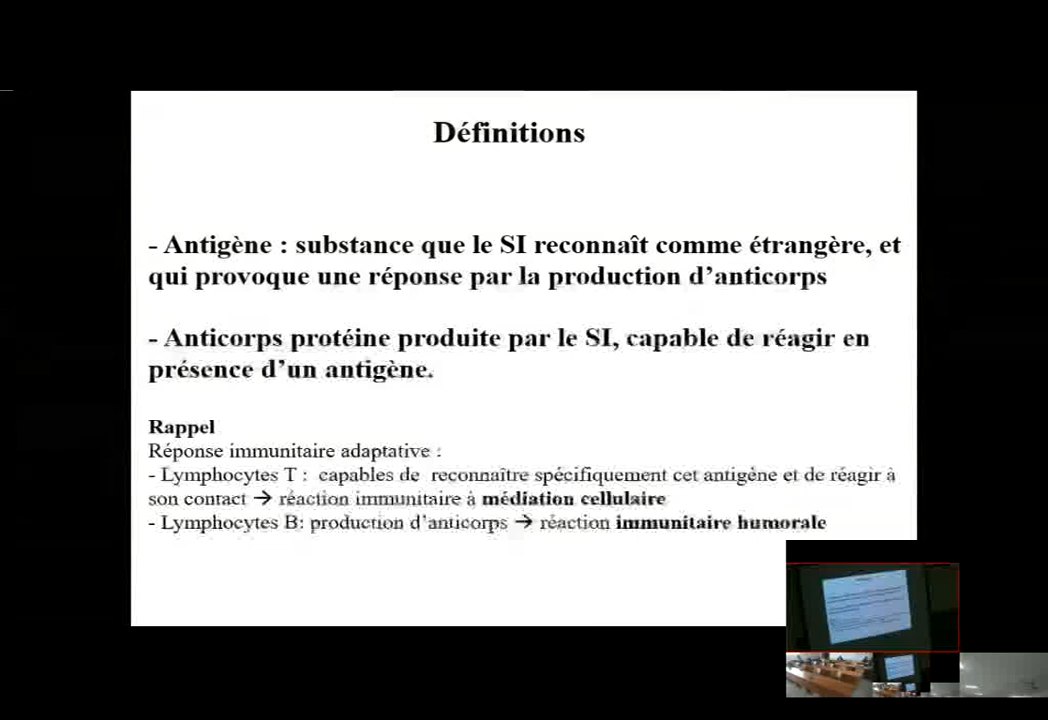 Définitions
- Antigène : substance que le SI reconnaît comme étrangère, et
qui provoque une réponse par la production d’anticorps
- Anticorps protéine produite par le SI, capable de réagir en
présence d’un antigène.
Rappel
Réponse immunitaire adaptative :
- Lymphocytes T : capables de reconnaître spécifiquement cet antigène et de réagir à
son contact → réaction immunitaire à médiation cellulaire
- Lymphocytes B: production d’anticorps → réaction immunitaire humorale